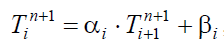 T_i^{n+1} = α_i · T_{i+1}^{n+1} + β_i